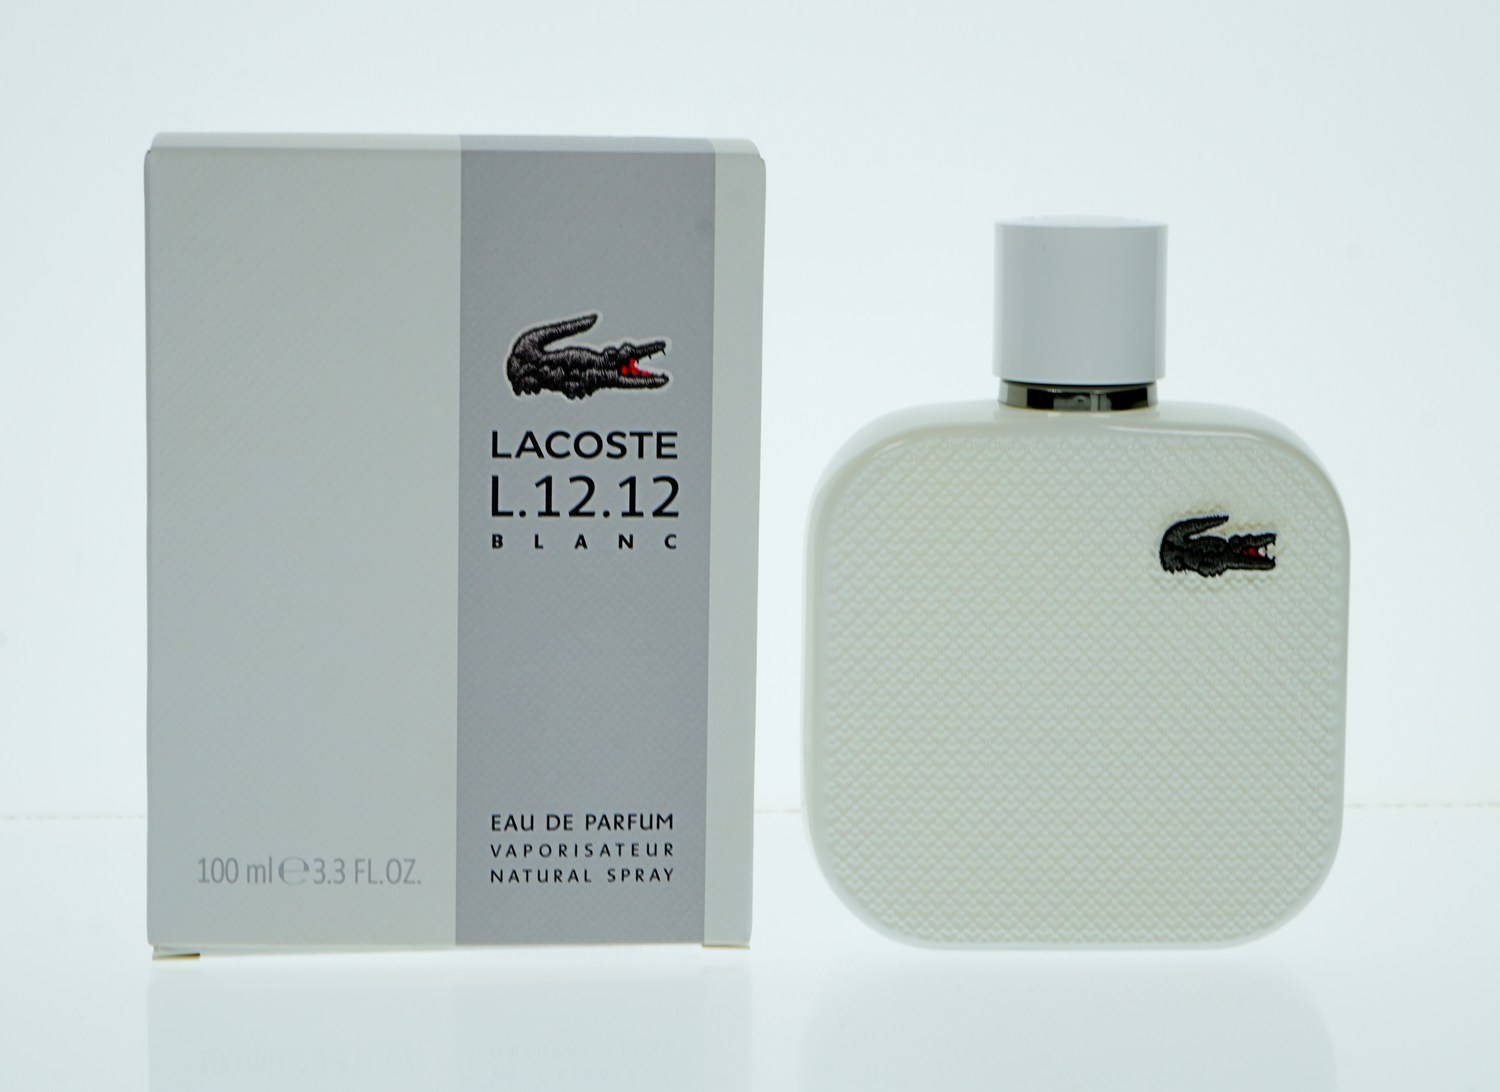 LACOSTE
L.12.12
BLANC
EAU DE PARFUM
VAPORISATEUR
NATURAL SPRAY
100 ml ℮ 3.3 FL.OZ.